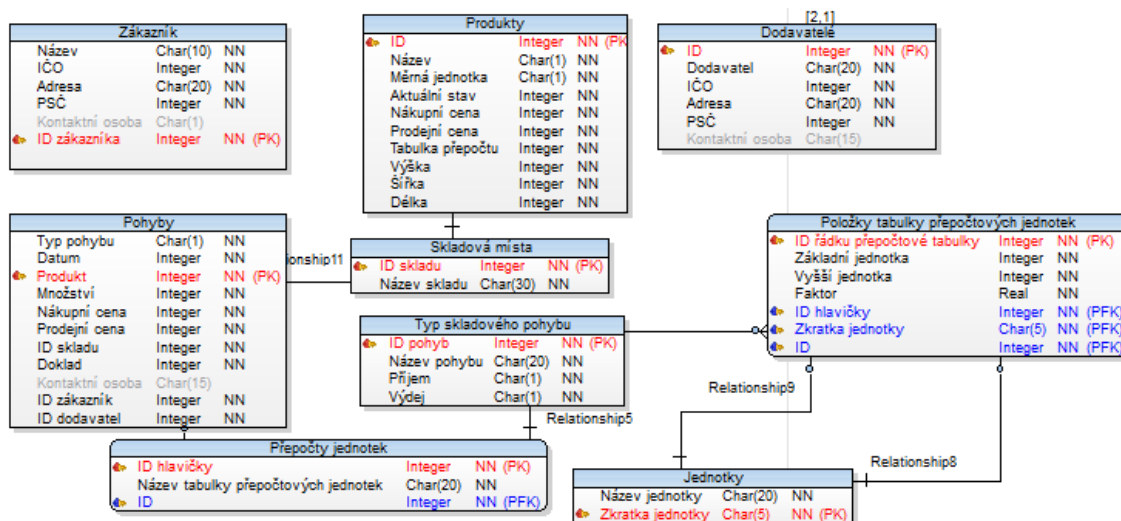 Zákazník
Název Char(10) NN
IČO Integer NN
Adresa Char(20) NN
PSČ Integer NN
Kontaktní osoba Char(1)
ID zákazníka Integer NN (PK)
Produkty
ID Integer NN (PK
Název Char(1) NN
Měrná jednotka Char(1) NN
Aktuální stav Integer NN
Nákupní cena Integer NN
Prodejní cena Integer NN
Tabulka přepočtu Integer NN
Výška Integer NN
Šířka Integer NN
Délka Integer NN
[2,1]
Dodavatelé
ID Integer NN (PK)
Dodavatel Char(20) NN
IČO Integer NN
Adresa Char(20) NN
PSČ Integer NN
Kontaktní osoba Char(15)
Pohyby
Typ pohybu Char(1) NN
Datum Integer NN
Produkt Integer NN (PK)
Množství Integer NN
Nákupní cena Integer NN
Prodejní cena Integer NN
ID skladu Integer NN
Doklad Integer NN
Kontaktní osoba Char(15)
ID zákazník Integer NN
ID dodavatel Integer NN
onship11
Skladová místa
ID skladu Integer NN (PK)
Název skladu Char(30) NN
Položky tabulky přepočtových jednotek
ID řádku přepočtové tabulky Integer NN (PK)
Základní jednotka Integer NN
Vyšší jednotka Integer NN
Faktor Real NN
ID hlavičky Integer NN (PFK)
Zkratka jednotky Char(5) NN (PFK)
ID Integer NN (PFK)
Typ skladového pohybu
ID pohyb Integer NN (PK)
Název pohybu Char(20) NN
Příjem Char(1) NN
Výdej Char(1) NN
Relationship9
Relationship5
Přepočty jednotek
ID hlavičky Integer NN (PK)
Název tabulky přepočtových jednotek Char(20) NN
ID Integer NN (PFK)
Relationship8
Jednotky
Název jednotky Char(20) NN
Zkratka jednotky Char(5) NN (PK)